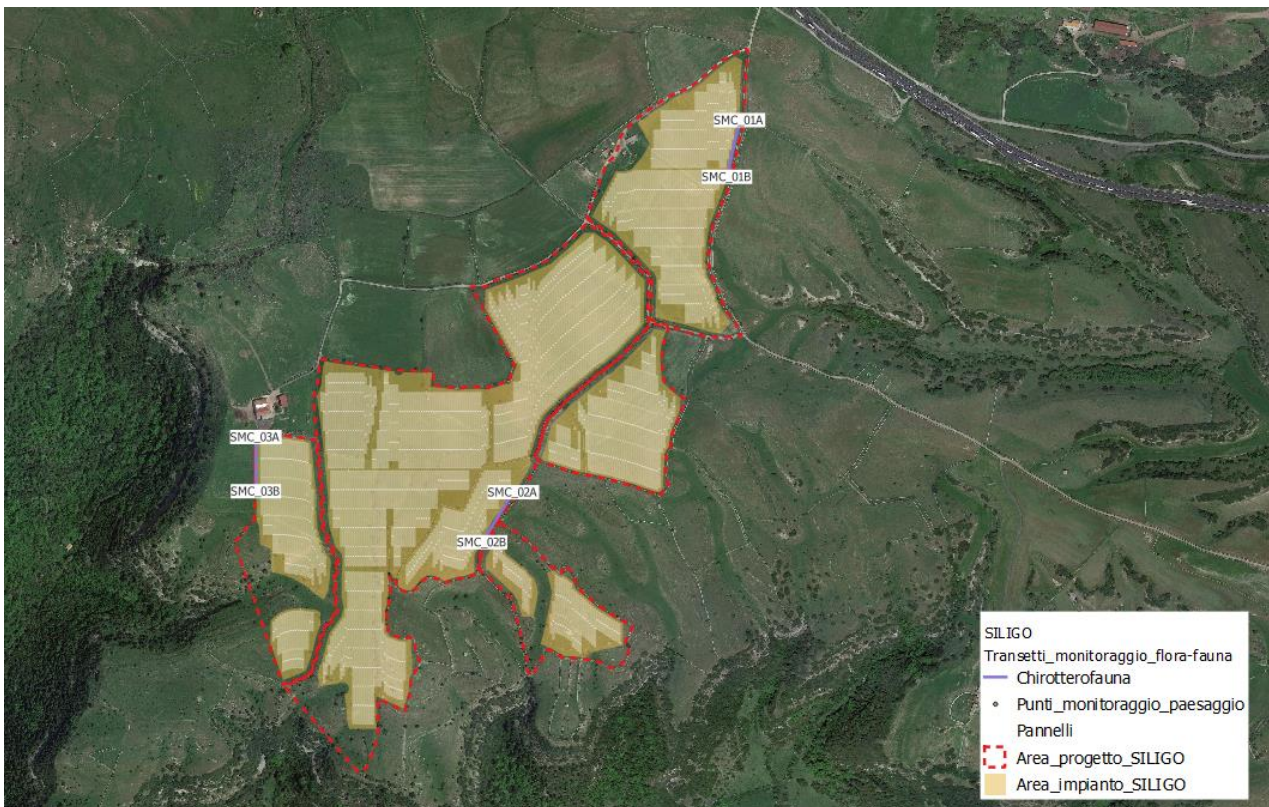 SMC_01A
SMC_01B
SMC_03A
SMC_03B
SMC_02A
SMC_02B
SILIGO
Transetti_monitoraggio_flora-fauna
Chirotterofauna
Punti_monitoraggio_paesaggio
Pannelli
Area_progetto_SILIGO
Area_impianto_SILIGO